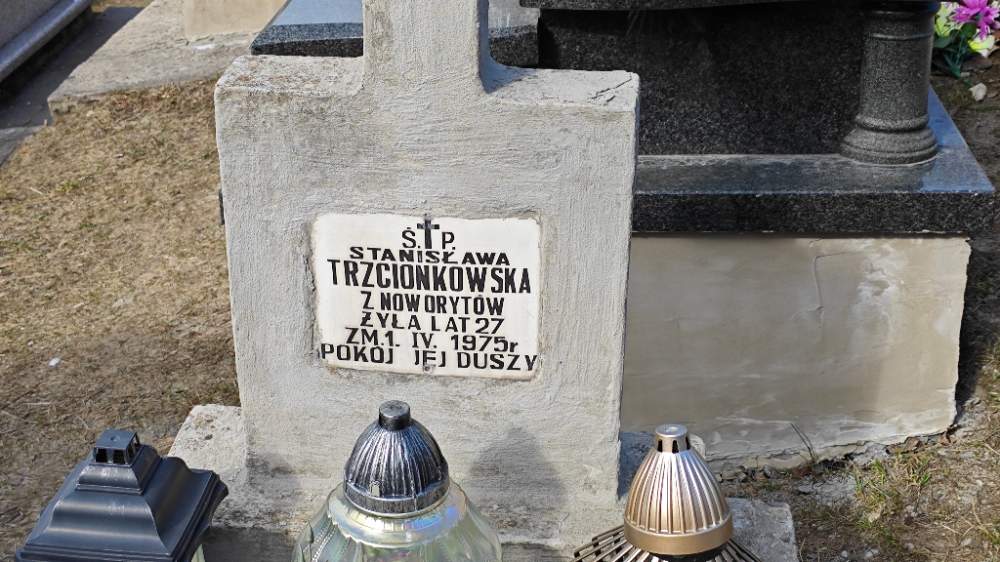 Ś.P.
STANISŁAWA
TRZCIONKOWSKA
Z NOWORYTÓW
ŻYŁA LAT 27
ZM.1. IV. 1975r
POKÓJ JEJ DUSZY